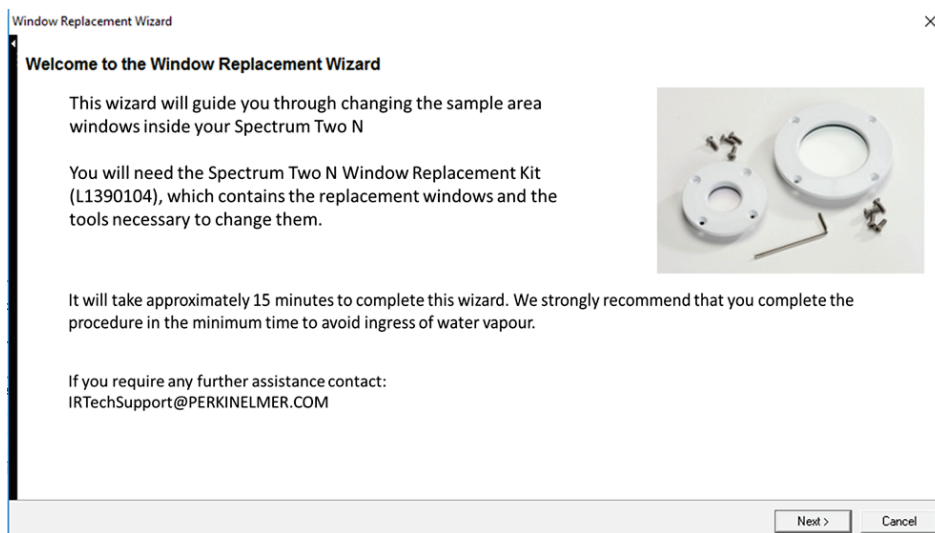 Window Replacement Wizard
Welcome to the Window Replacement Wizard
This wizard will guide you through changing the sample area
windows inside your Spectrum Two N
You will need the Spectrum Two N Window Replacement Kit
(L1390104), which contains the replacement windows and the
tools necessary to change them.
It will take approximately 15 minutes to complete this wizard. We strongly recommend that you complete the
procedure in the minimum time to avoid ingress of water vapour.
If you require any further assistance contact:
IRTechSupport@PERKINELMER.COM
Next >
Cancel